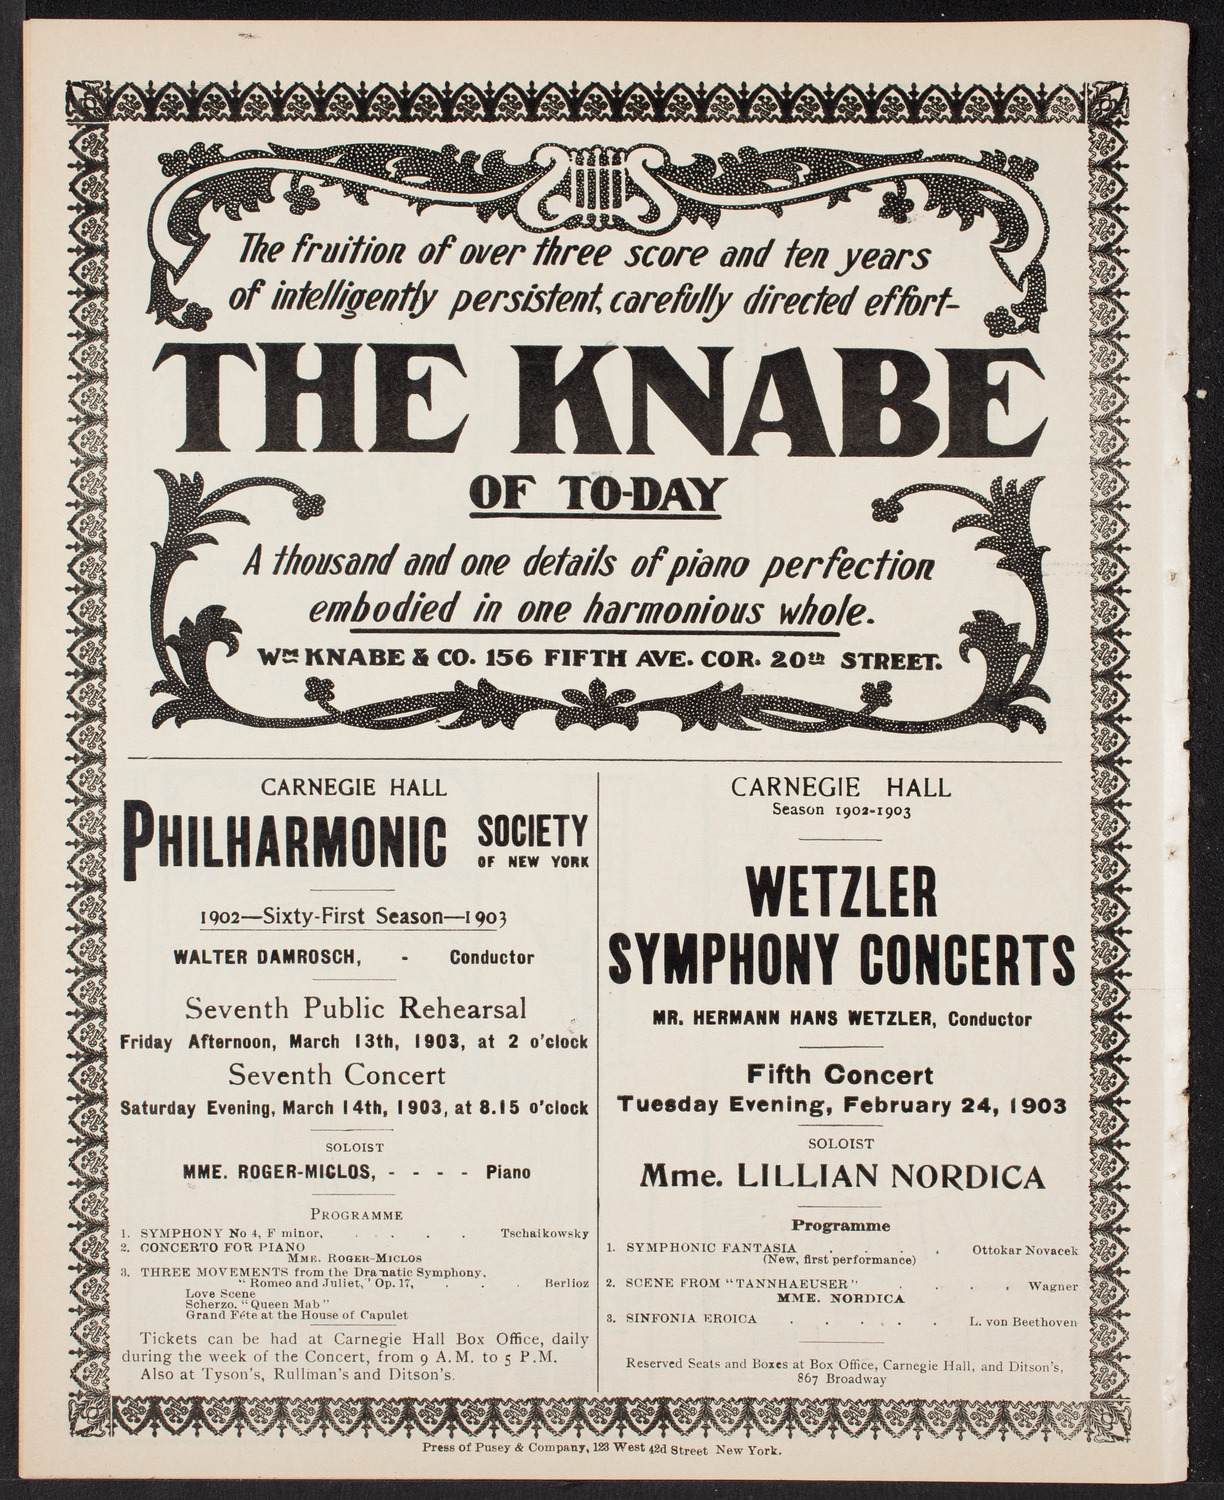 The fruition of over three score and ten years
of intelligently persistent, carefully directed effort-
THE KNABE
OF TO-DAY
A thousand and one details of piano perfection
embodied in one harmonious whole.
WM KNABE & CO. 156 FIFTH AVE. COR. 20th STREET.
CARNEGIE HALL
PHILHARMONIC SOCIETY
OF NEW YORK
1902—Sixty-First Season—1903
WALTER DAMROSCH, - Conductor
Seventh Public Rehearsal
Friday Afternoon, March 13th, 1903, at 2 o'clock
Seventh Concert
Saturday Evening, March 14th, 1903, at 8.15 o'clock
SOLOIST
MME. ROGER-MICLOS, - - - - Piano
PROGRAMME
1. SYMPHONY No 4, F minor, . . . . Tschaikowsky
2. CONCERTO FOR PIANO
MME. ROGER-MICLOS
3. THREE MOVEMENTS from the Dramatic Symphony,
"Romeo and Juliet,' Op. 17, . . . Berlioz
Love Scene
Scherzo. "Queen Mab"
Grand Féte at the House of Capulet
Tickets can be had at Carnegie Hall Box Office, daily
during the week of the Concert, from 9 A.M. to 5 P.M.
Also at Tyson's, Rullman's and Ditson's.
CARNEGIE HALL
Season 1902-1903
WETZLER
SYMPHONY CONCERTS
MR. HERMANN HANS WETZLER, Conductor
Fifth Concert
Tuesday Evening, February 24, 1903
SOLOIST
Mme. LILLIAN NORDICA
Programme
1. SYMPHONIC FANTASIA . . . . Ottokar Novacek
(New, first performance)
2. SCENE FROM "TANNHAEUSER" . . . . Wagner
MME. NORDICA
3. SINFONIA EROICA . . . . . L. von Beethoven
Reserved Seats and Boxes at Box Office, Carnegie Hall, and Ditson's,
867 Broadway
Press of Pusey & Company, 123 West 42d Street New York.